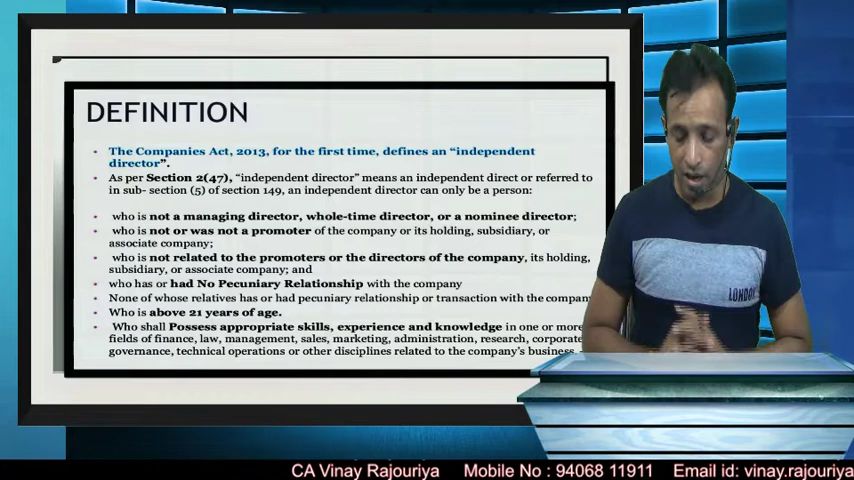 DEFINITION
The Companies Act, 2013, for the first time, defines an “independent
director”.
As per Section 2(47), “independent director” means an independent direct or referred to
in sub- section (5) of section 149, an independent director can only be a person:
who is not a managing director, whole-time director, or a nominee director;
who is not or was not a promoter of the company or its holding, subsidiary, or
associate company;
who is not related to the promoters or the directors of the company, its holding,
subsidiary, or associate company; and
who has or had No Pecuniary Relationship with the company
None of whose relatives has or had pecuniary relationship or transaction with the company
Who is above 21 years of age.
Who shall Possess appropriate skills, experience and knowledge in one or more
fields of finance, law, management, sales, marketing, administration, research, corporate
governance, technical operations or other disciplines related to the company’s business.
LONDON
CA Vinay Rajouriya Mobile No : 94068 11911 Email id: vinay.rajouriya